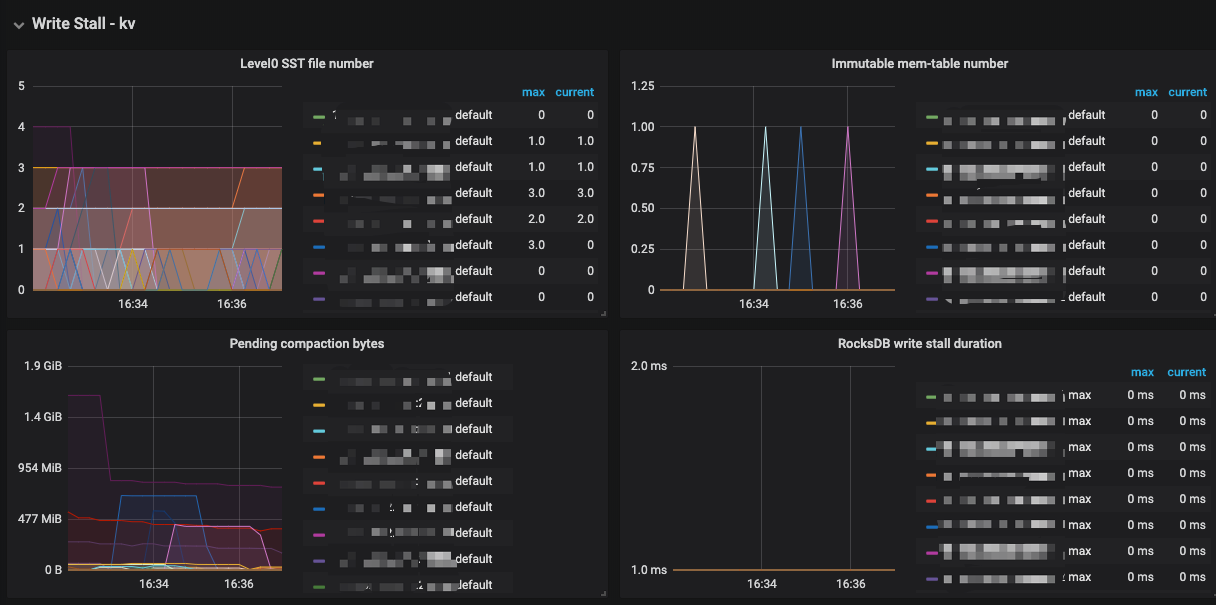 Write Stall - kv
Level0 SST file number
5
4
3
2
1
0
16:34 16:36
max current
default 0 0
default 1.0 1.0
default 1.0 1.0
default 3.0 3.0
default 2.0 2.0
default 3.0 0
default 0 0
default 0 0
Immutable mem-table number
1.25
1.00
0.75
0.50
0.25
0
16:34 16:36
max current
default 0 0
default 0 0
default 0 0
default 0 0
default 0 0
default 0 0
default 0 0
default 0 0
Pending compaction bytes
1.9 GiB
1.4 GiB
954 MiB
477 MiB
0 B
16:34 16:36
default
default
default
default
default
default
default
default
default
RocksDB write stall duration
2.0 ms
1.0 ms
16:34 16:36
max current
max 0 ms 0 ms
max 0 ms 0 ms
max 0 ms 0 ms
max 0 ms 0 ms
max 0 ms 0 ms
max 0 ms 0 ms
max 0 ms 0 ms
max 0 ms 0 ms